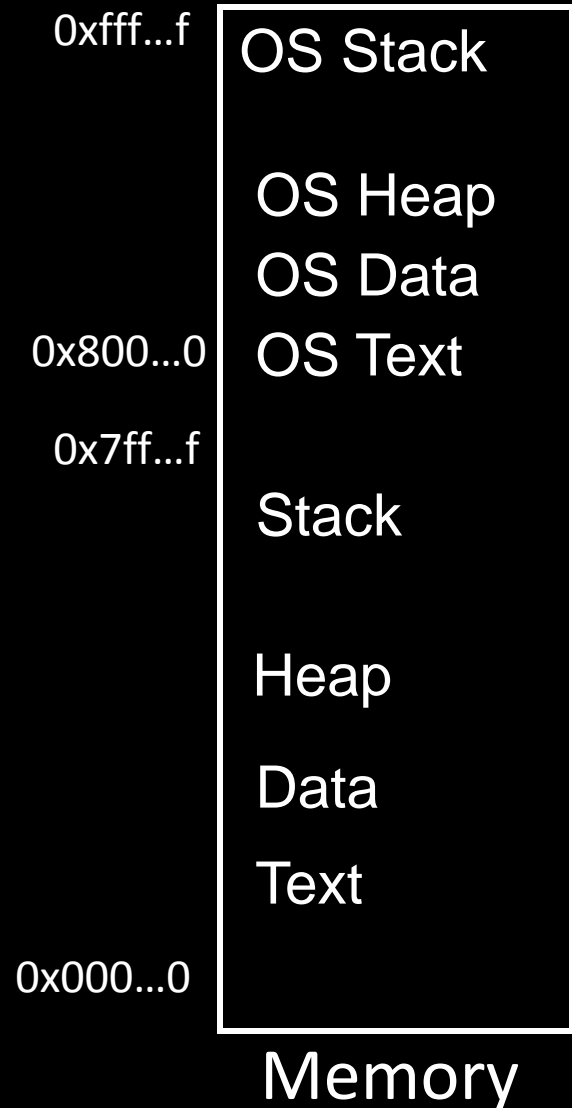 0xfff…f
OS Stack
OS Heap
OS Data
0x800…0
OS Text
0x7ff…f
Stack
Heap
Data
Text
0x000…0
Memory